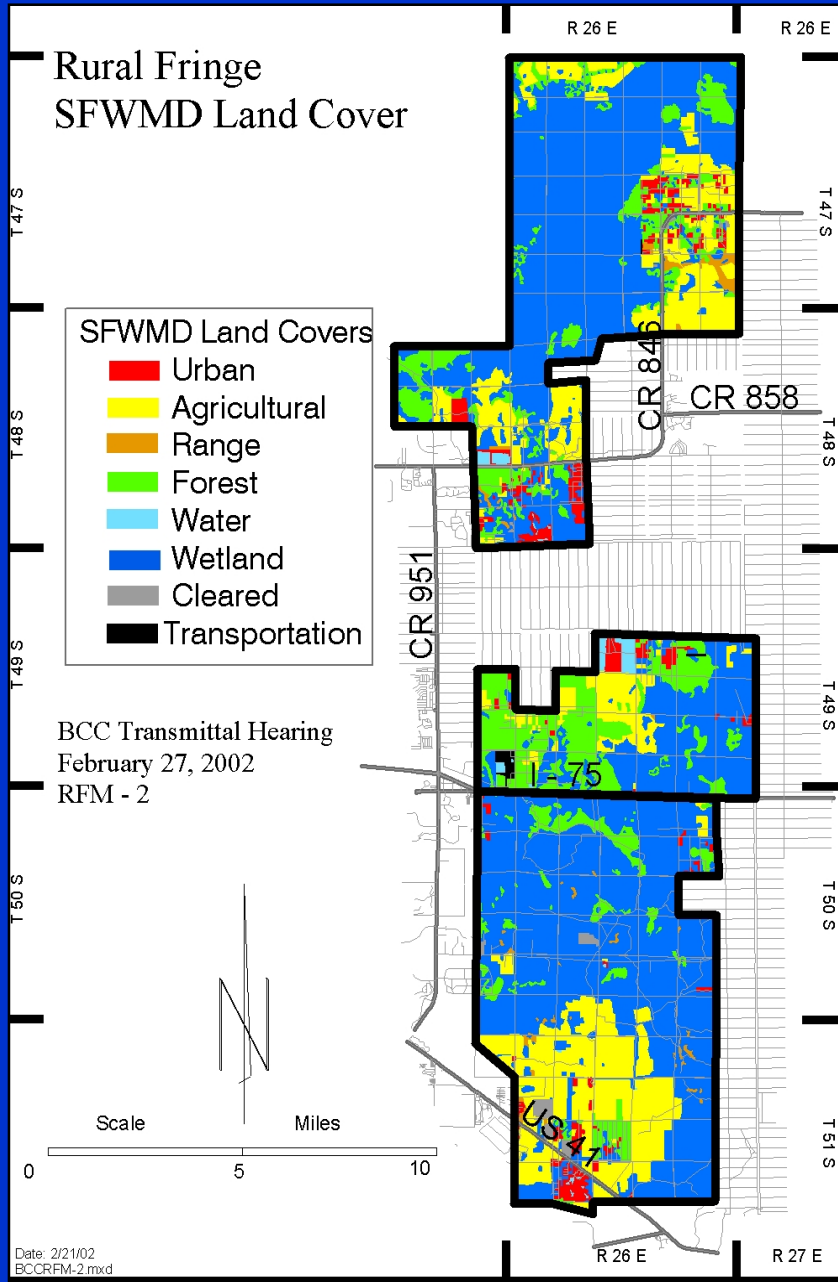 R 26 E
R 26 E
Rural Fringe
SFWMD Land Cover
T 47 S
T 47 S
SFWMD Land Covers
Urban
Agricultural
Range
Forest
Water
Wetland
Cleared
Transportation
CR 846
CR 858
T 48 S
T 48 S
CR 951
T 49 S
T 49 S
BCC Transmittal Hearing
February 27, 2002
RFM - 2
I - 75
T 50 S
T 50 S
Scale
Miles
0
5
10
US 41
T 51 S
Date: 2/21/02
BCCRFM-2.mxd
R 26 E
R 27 E